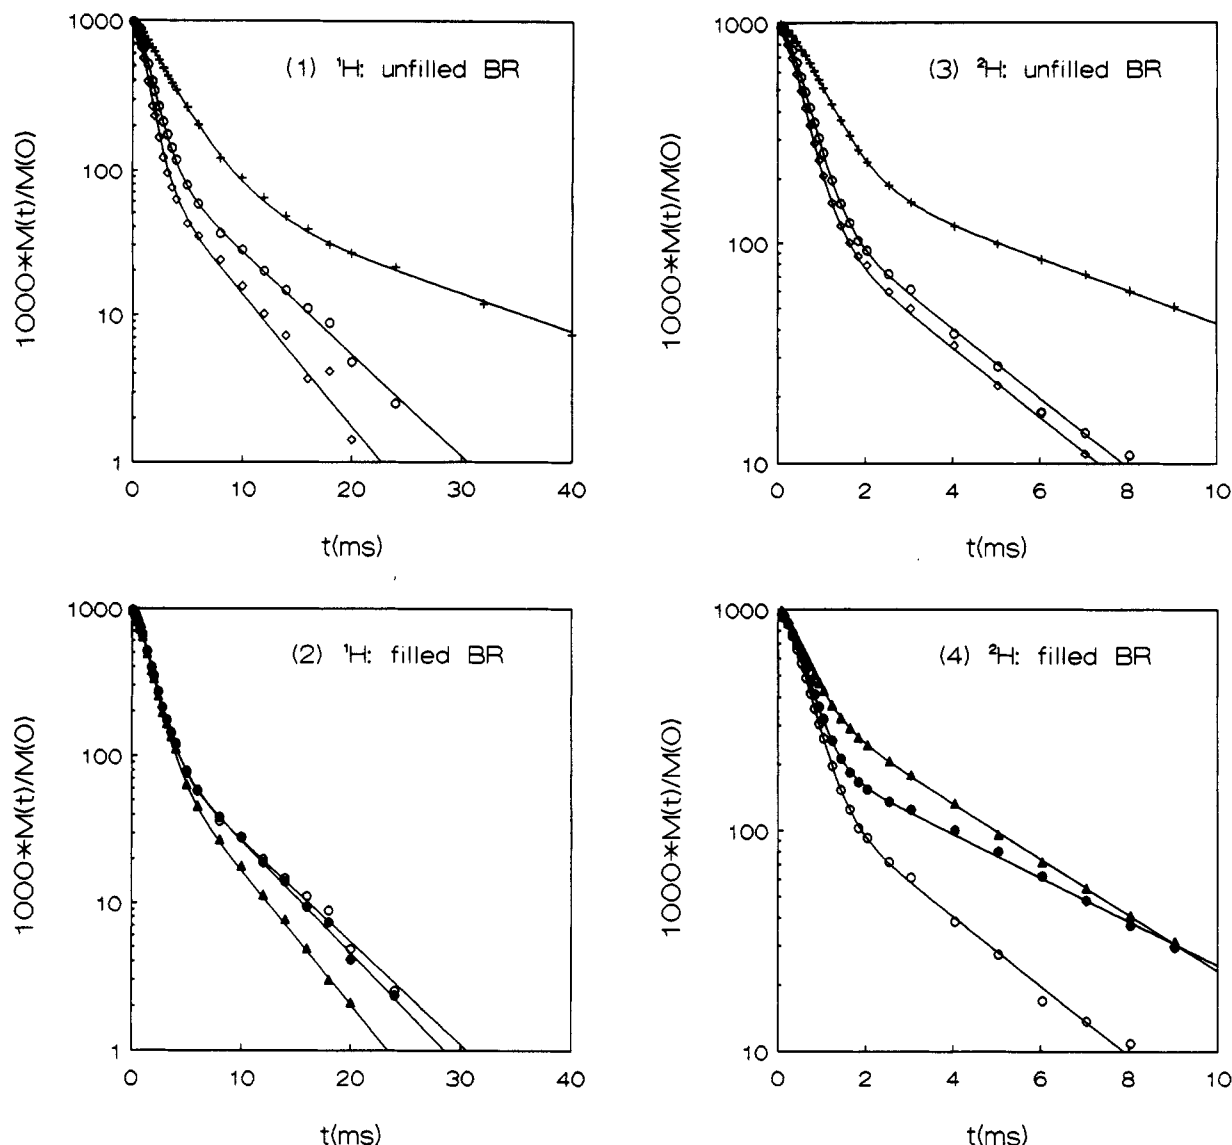 (1) ¹H: unfilled BR
1000*M(t)/M(0)
1000
100
10
1
0 10 20 30 40
t(ms)
(3) ²H: unfilled BR
1000*M(t)/M(0)
1000
100
10
0 2 4 6 8 10
t(ms)
(2) ¹H: filled BR
1000*M(t)/M(0)
1000
100
10
1
0 10 20 30 40
t(ms)
(4) ²H: filled BR
1000*M(t)/M(0)
1000
100
10
0 2 4 6 8 10
t(ms)